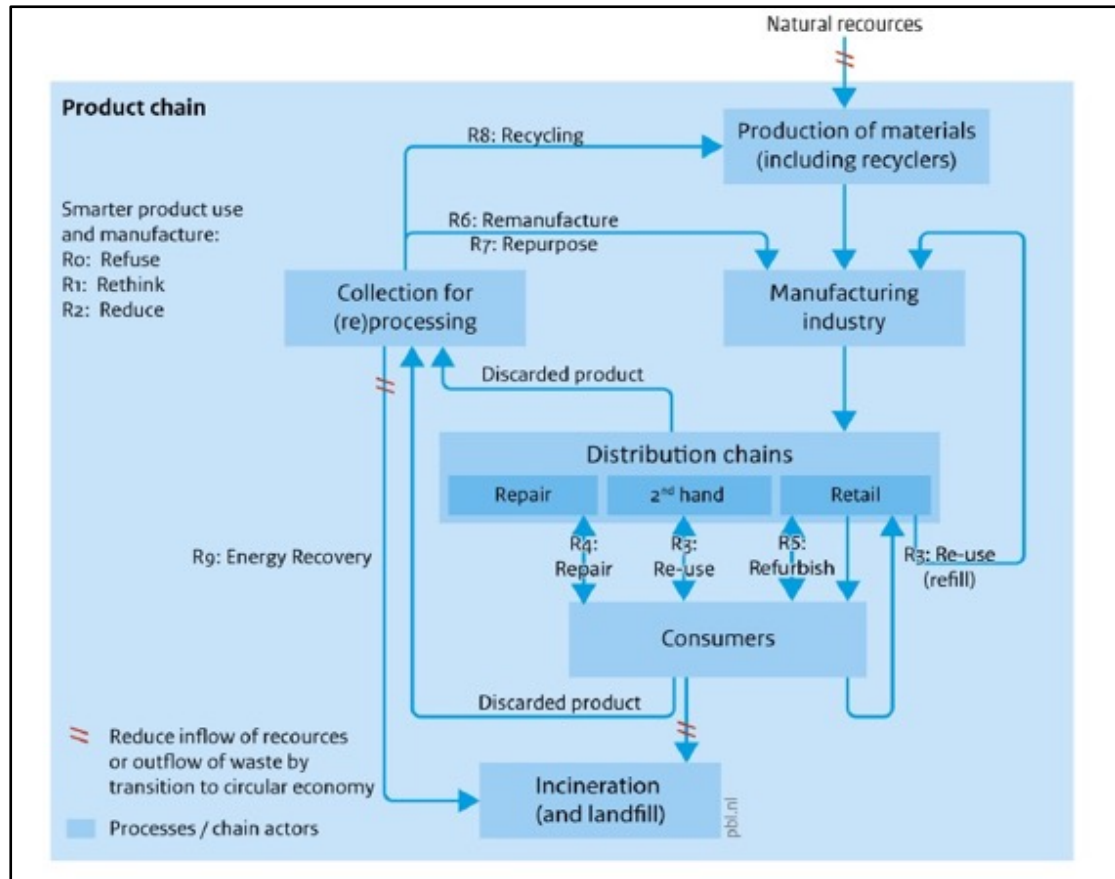 Natural recources
Product chain
Production of materials
(including recyclers)
R8: Recycling
Smarter product use
and manufacture:
R0: Refuse
R1: Rethink
R2: Reduce
R6: Remanufacture
R7: Repurpose
Collection for
(re)processing
Manufacturing
industry
Discarded product
Distribution chains
Repair
2nd hand
Retail
R9: Energy Recovery
R4:
Repair
R3:
Re-use
R5:
Refurbish
R3: Re-use
(refill)
Consumers
Discarded product
Reduce inflow of recources
or outflow of waste by
transition to circular economy
Incineration
(and landfill)
pbl.nl
Processes / chain actors